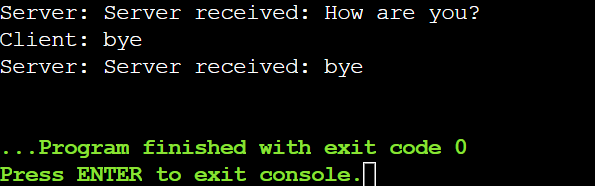 Server: Server received: How are you?
Client: bye
Server: Server received: bye
...Program finished with exit code 0
Press ENTER to exit console.